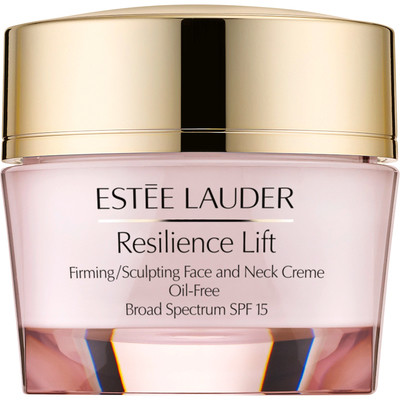 ESTĒE LAUDER
Resilience Lift
Firming/Sculpting Face and Neck Creme
Oil-Free
Broad Spectrum SPF 15